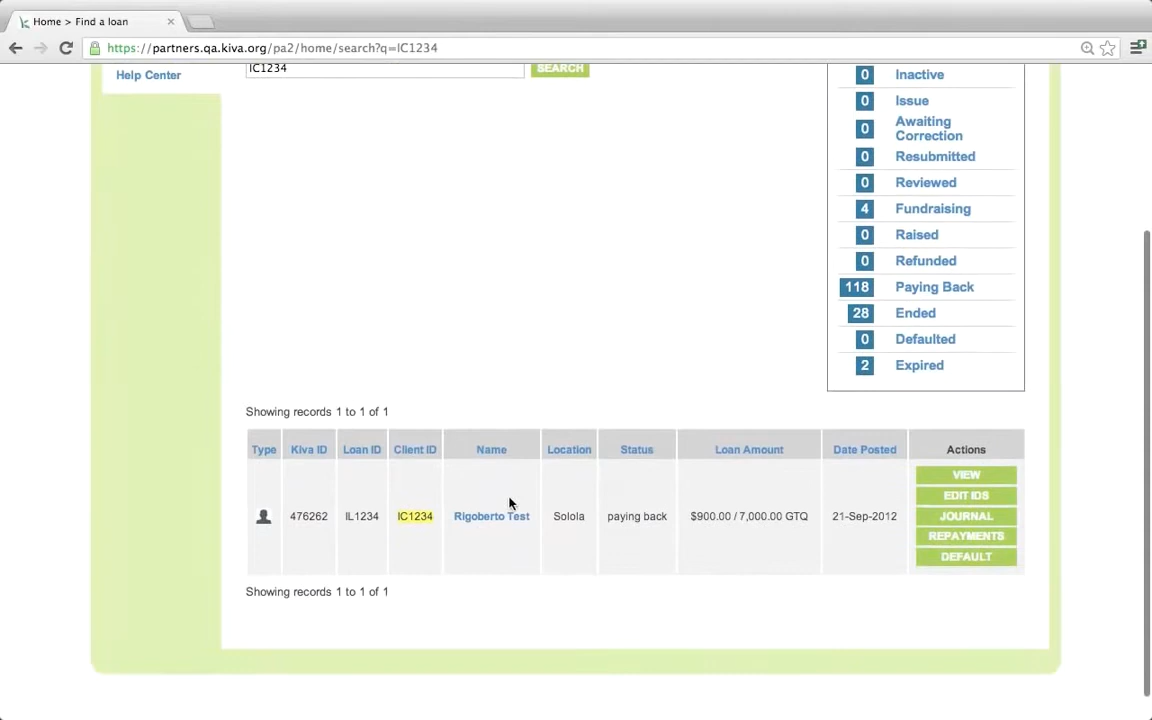 Home > Find a loan
https://partners.qa.kiva.org/pa2/home/search?q=IC1234
Help Center
IC1234
SEARCH
0 Inactive
0 Issue
0 Awaiting
Correction
0 Resubmitted
0 Reviewed
4 Fundraising
0 Raised
0 Refunded
118 Paying Back
28 Ended
0 Defaulted
2 Expired
Showing records 1 to 1 of 1
Type Kiva ID Loan ID Client ID Name Location Status Loan Amount Date Posted Actions
476262 IL1234 IC1234 Rigoberto Test Solola paying back $900.00 / 7,000.00 GTQ 21-Sep-2012
VIEW
EDIT IDS
JOURNAL
REPAYMENTS
DEFAULT
Showing records 1 to 1 of 1